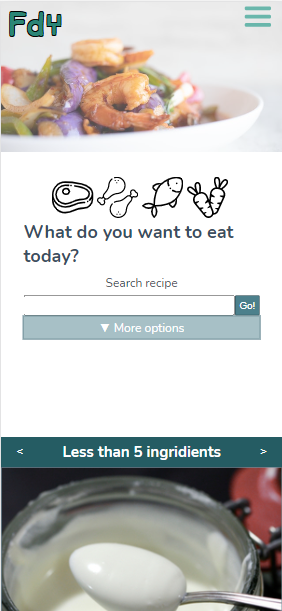 Fd4
What do you want to eat
today?
Search recipe
Go!
▼ More options
< Less than 5 ingridients >